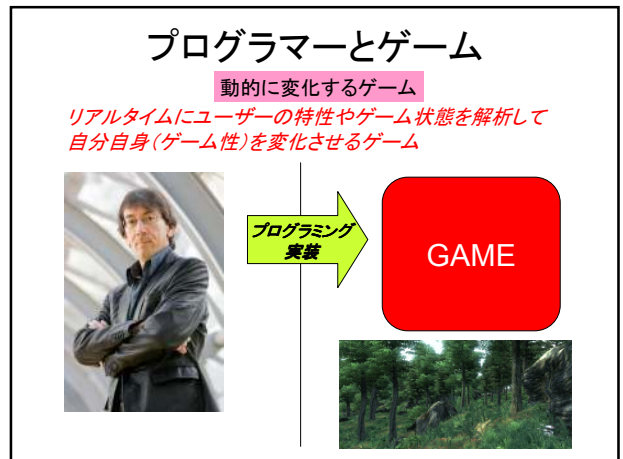 プログラマーとゲーム
動的に変化するゲーム
リアルタイムにユーザーの特性やゲーム状態を解析して
自分自身(ゲーム性)を変化させるゲーム
プログラミング
実装
GAME